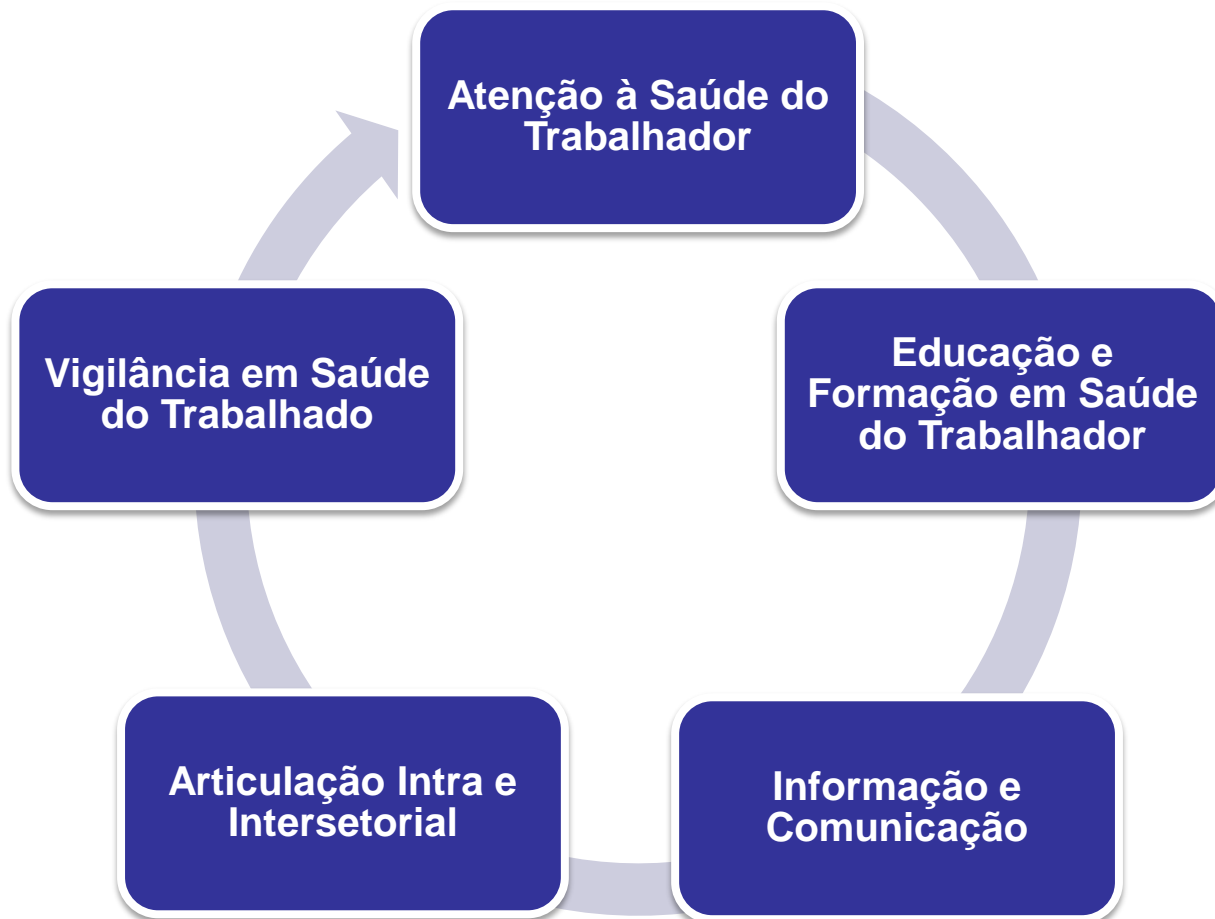 Atenção à Saúde do
Trabalhador
Educação e
Formação em Saúde
do Trabalhador
Informação e
Comunicação
Articulação Intra e
Intersetorial
Vigilância em Saúde
do Trabalhado